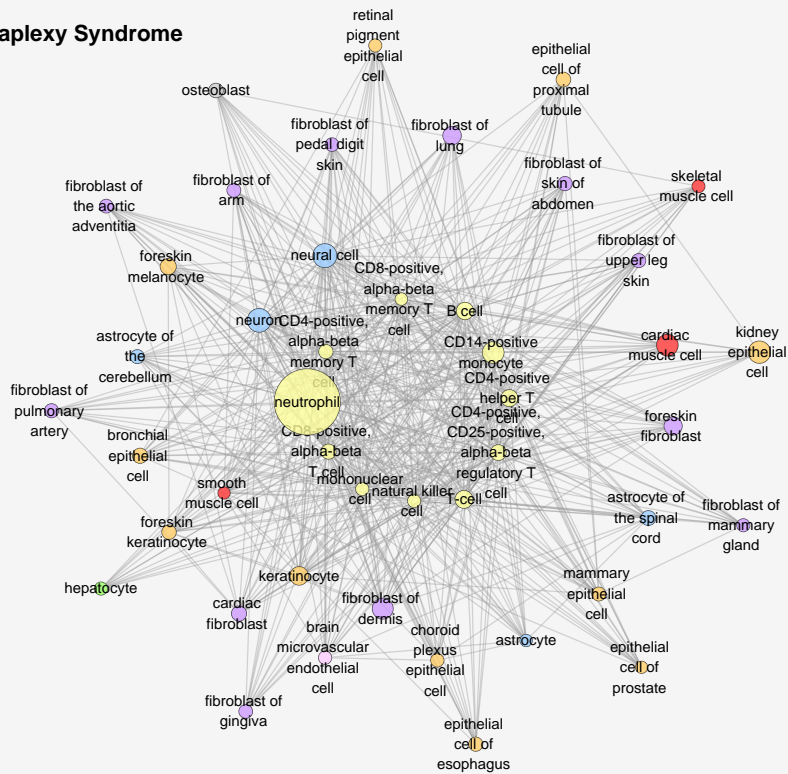 aplexy Syndrome
retinal
pigment
epithelial
cell
epithelial
cell of
proximal
tubule
osteoblast
fibroblast of
pedal digit
skin
fibroblast of
lung
fibroblast of
arm
fibroblast of
skin of
abdomen
skeletal
muscle cell
fibroblast of
the aortic
adventitia
foreskin
melanocyte
neural cell
fibroblast of
upper leg
skin
CD8-positive,
alpha-beta
memory T
cell
B cell
neuron
CD4-positive,
alpha-beta
memory T
cell
CD14-positive
monocyte
cardiac
muscle cell
kidney
epithelial
cell
astrocyte of
the
cerebellum
CD4-positive
helper T
cell
neutrophil
CD4-positive,
CD25-positive,
alpha-beta
regulatory T
cell
fibroblast of
pulmonary
artery
foreskin
fibroblast
bronchial
epithelial
cell
CD8-positive,
alpha-beta
T cell
smooth
muscle cell
mononuclear
cell
natural killer
cell
T-cell
astrocyte of
the spinal
cord
fibroblast of
mammary
gland
foreskin
keratinocyte
hepatocyte
keratinocyte
mammary
epithelial
cell
cardiac
fibroblast
fibroblast of
dermis
brain
microvascular
endothelial
cell
choroid
plexus
epithelial
cell
astrocyte
epithelial
cell of
prostate
fibroblast of
gingiva
epithelial
cell of
esophagus